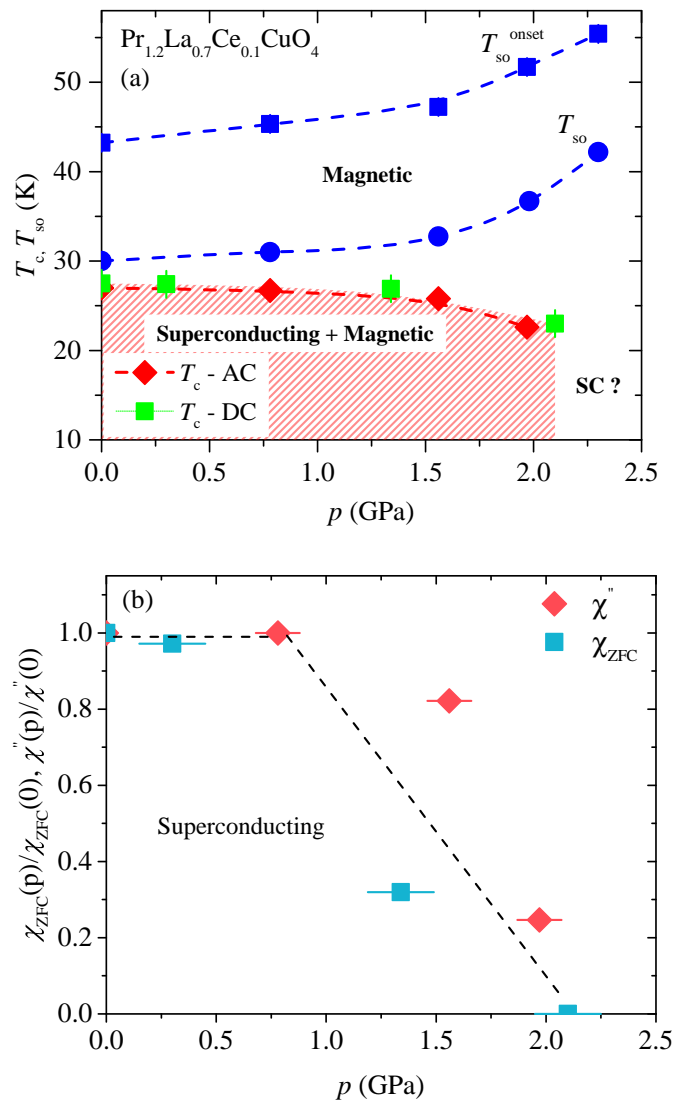 Pr1.2La0.7Ce0.1CuO4
(a)
Tso onset
Tso
Magnetic
Superconducting + Magnetic
SC ?
Tc - AC
Tc - DC
Tc, Tso (K)
50
40
30
20
10
0.0 0.5 1.0 1.5 2.0 2.5
p (GPa)
(b)
χ"
χZFC
Superconducting
χZFC(p)/χZFC(0), χ"(p)/χ"(0)
1.0
0.8
0.6
0.4
0.2
0.0
0.0 0.5 1.0 1.5 2.0 2.5
p (GPa)